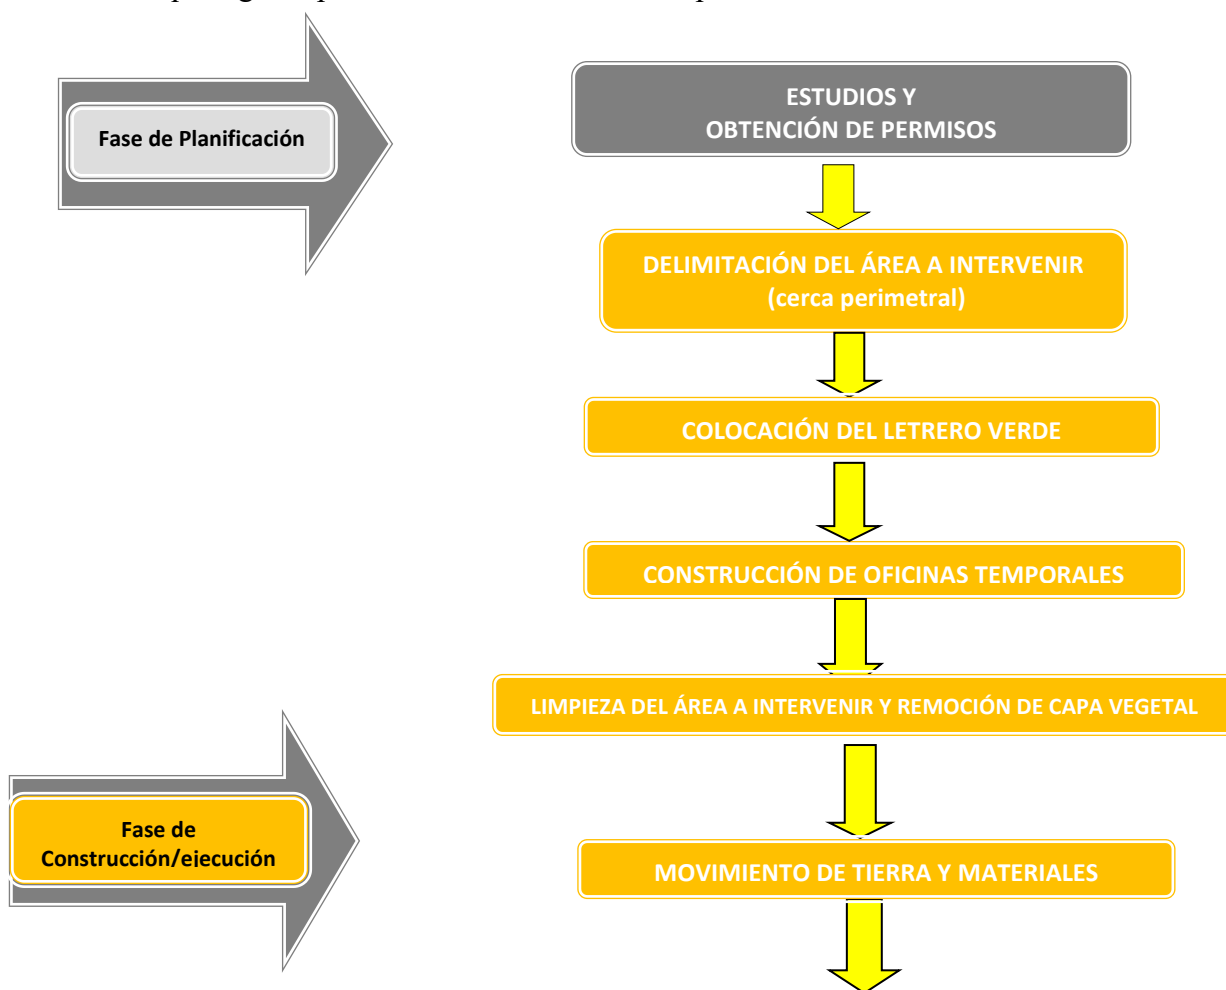 Fase de Planificación
ESTUDIOS Y
OBTENCIÓN DE PERMISOS
DELIMITACIÓN DEL ÁREA A INTERVENIR
(cerca perimetral)
COLOCACIÓN DEL LETRERO VERDE
CONSTRUCCIÓN DE OFICINAS TEMPORALES
LIMPIEZA DEL ÁREA A INTERVENIR Y REMOCIÓN DE CAPA VEGETAL
Fase de
Construcción/ejecución
MOVIMIENTO DE TIERRA Y MATERIALES